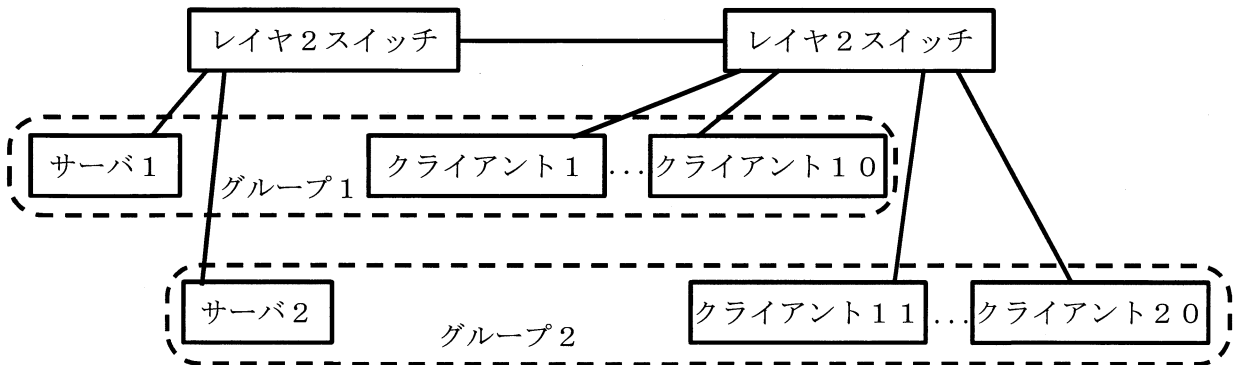 レイヤ２スイッチ
レイヤ２スイッチ
サーバ１
クライアント１
...
クライアント１０
グループ１
サーバ２
クライアント１１
...
クライアント２０
グループ２